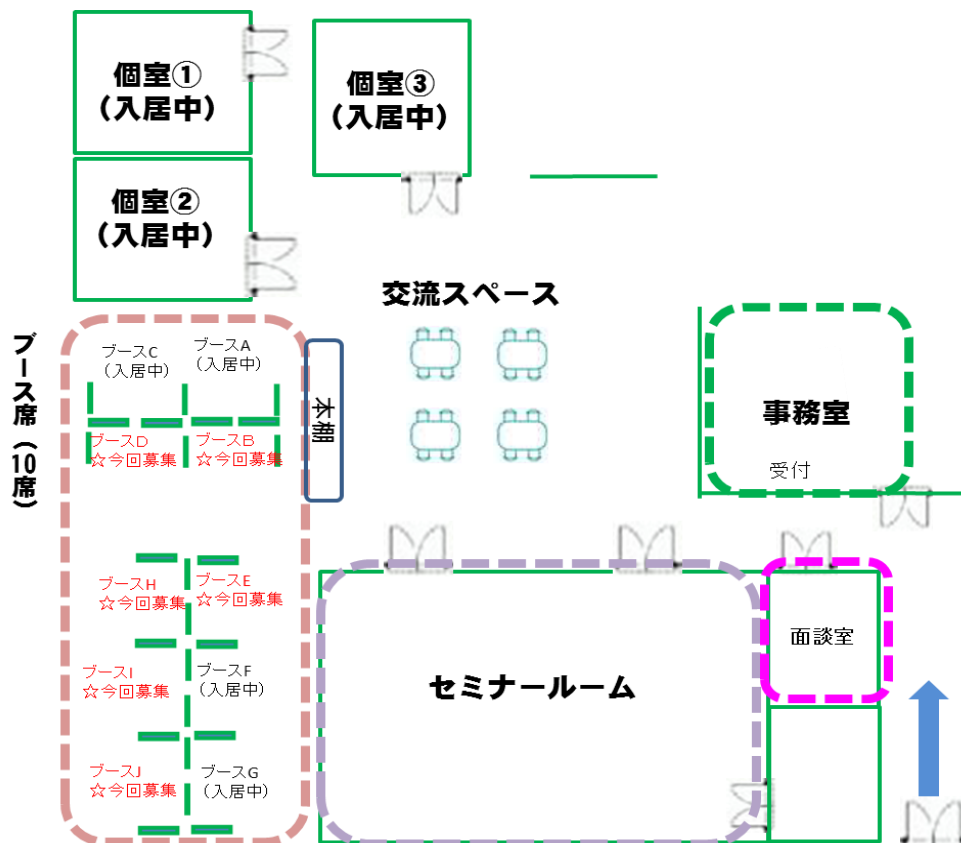 個室①
（入居中）
個室③
（入居中）
個室②
（入居中）
交流スペース
ブース席（10席）
ブースC
（入居中）
ブースA
（入居中）
本棚
ブースD
☆今回募集
ブースB
☆今回募集
事務室
受付
ブースH
☆今回募集
ブースE
☆今回募集
面談室
ブースI
☆今回募集
ブースF
（入居中）
セミナールーム
ブースJ
☆今回募集
ブースG
（入居中）